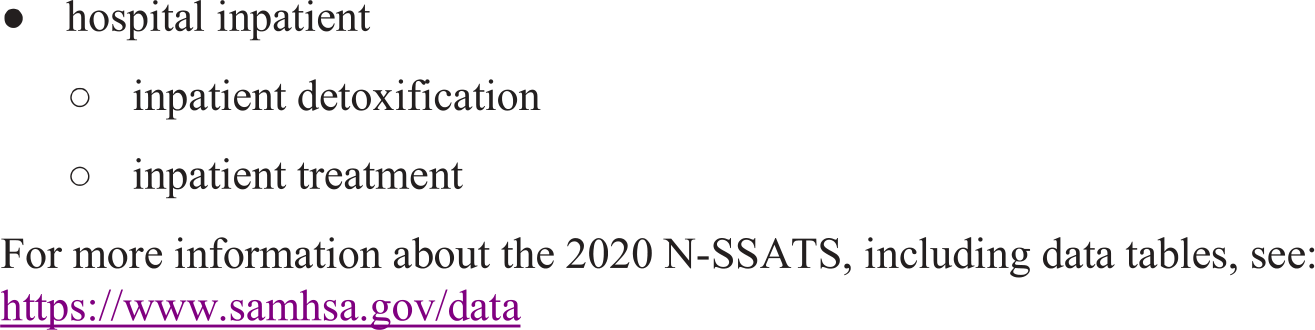 ● hospital inpatient
○ inpatient detoxification
○ inpatient treatment
For more information about the 2020 N-SSATS, including data tables, see:
https://www.samhsa.gov/data